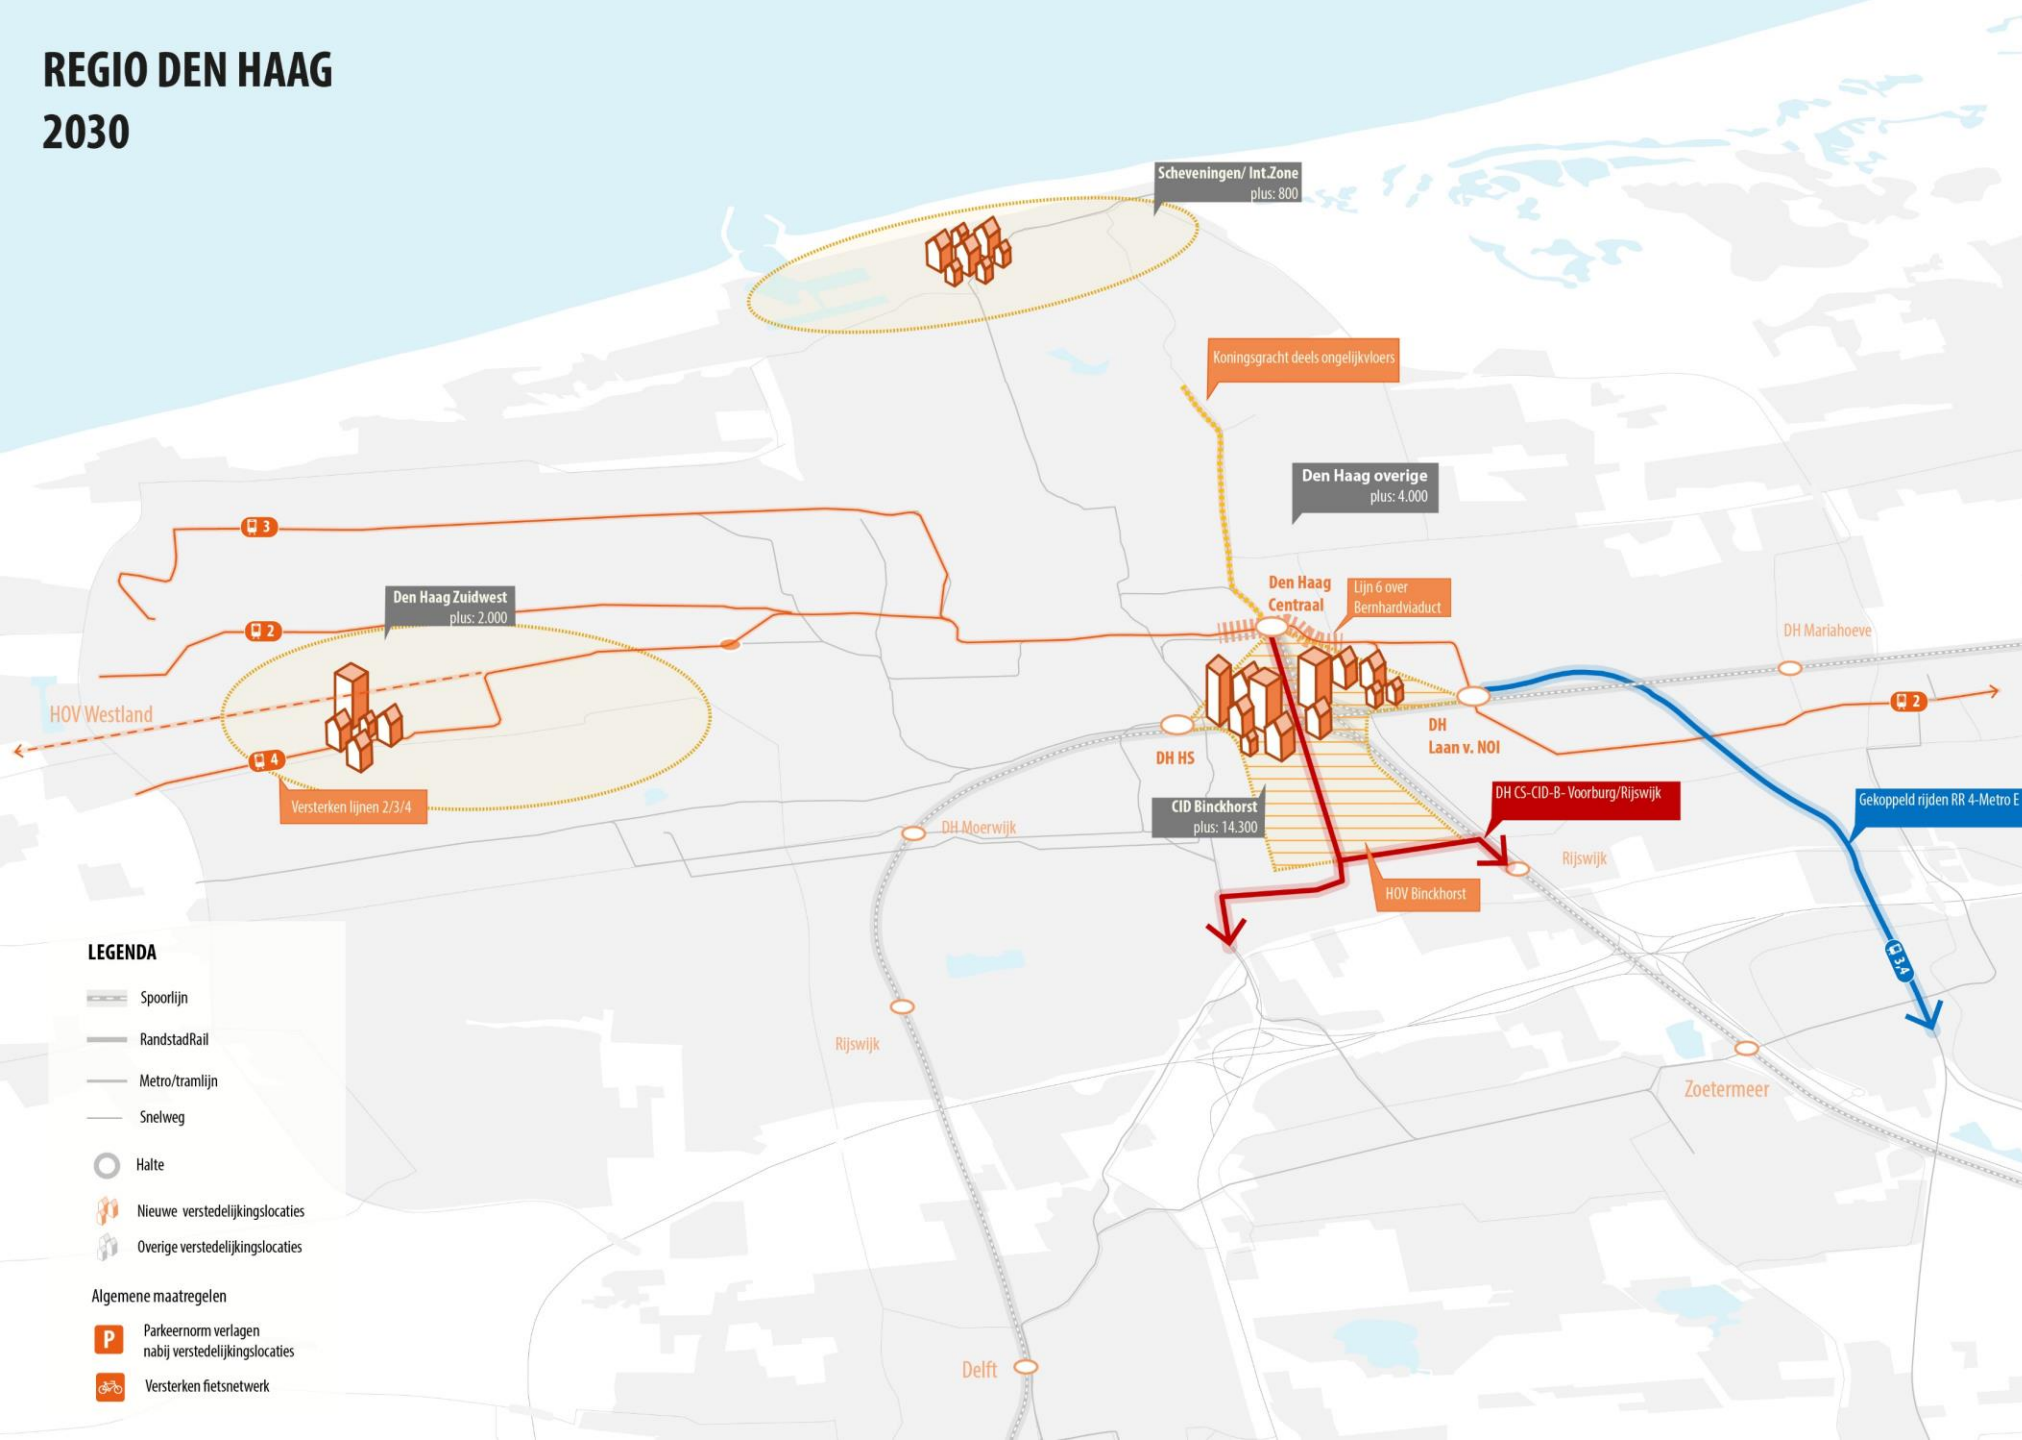 REGIO DEN HAAG
2030
Scheveningen/ Int.Zone
plus: 800
Koningsgracht deels ongelijkvloers
Den Haag overige
plus: 4.000
3
Den Haag Zuidwest
plus: 2.000
2
Den Haag
Centraal
Lijn 6 over
Bernhardviaduct
DH Mariahoeve
HOV Westland
2
DH
Laan v. NOI
DH HS
4
Versterken lijnen 2/3/4
CID Binckhorst
plus: 14.300
DH CS-CID-B- Voorburg/Rijswijk
Gekoppeld rijden RR 4-Metro E
DH Moerwijk
Rijswijk
HOV Binckhorst
3,4
Rijswijk
Zoetermeer
Delft
LEGENDA
Spoorlijn
RandstadRail
Metro/tramlijn
Snelweg
Halte
Nieuwe verstedelijkingslocaties
Overige verstedelijkingslocaties
Algemene maatregelen
P
Parkeernorm verlagen
nabij verstedelijkingslocaties
Versterken fietsnetwerk